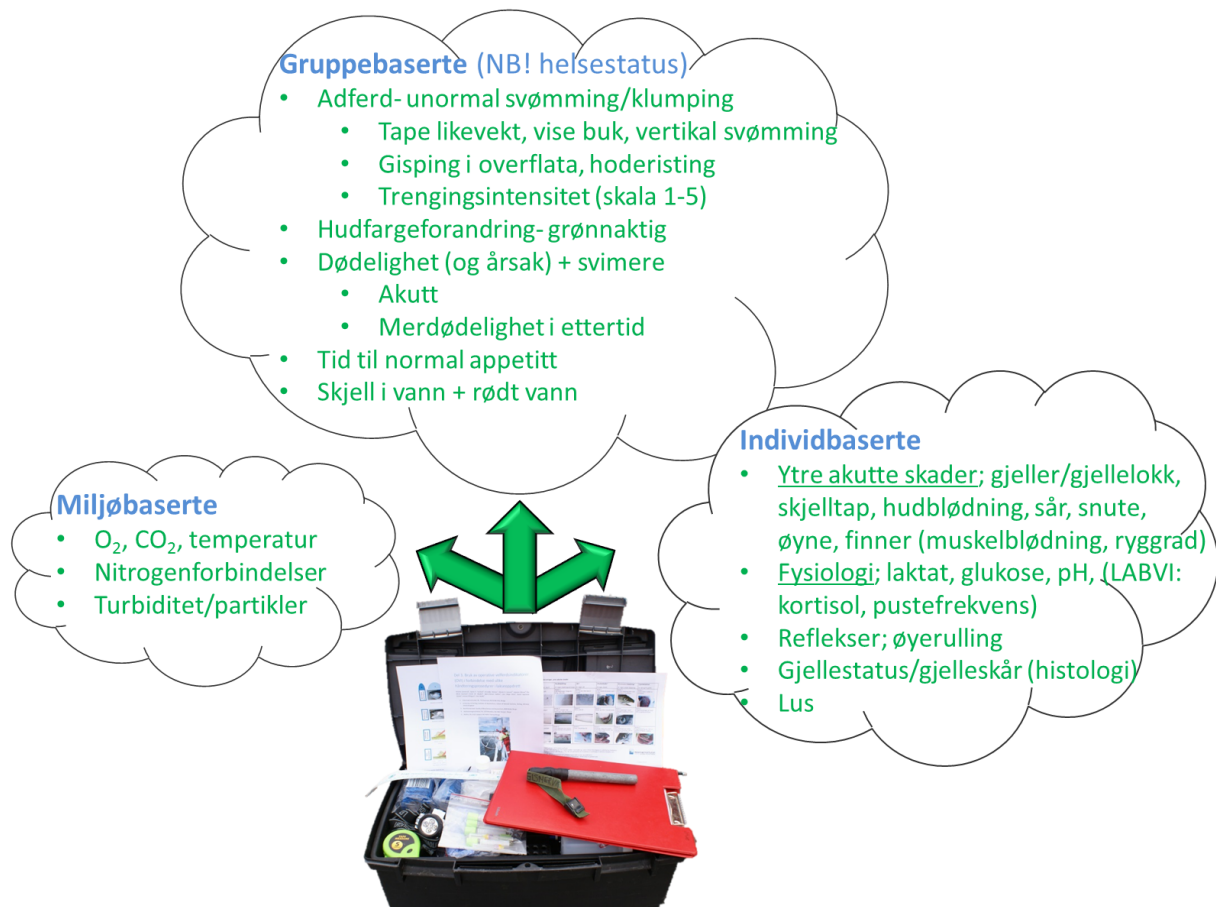 Gruppebaserte (NB! helsestatus)
• Adferd- unormal svømming/klumping
• Tape likevekt, vise buk, vertikal svømming
• Gisping i overflata, hoderisting
• Trengingsintensitet (skala 1-5)
• Hudfargeforandring- grønnaktig
• Dødelighet (og årsak) + svimere
• Akutt
• Merdødelighet i ettertid
• Tid til normal appetitt
• Skjell i vann + rødt vann
Miljøbaserte
• O₂, CO₂, temperatur
• Nitrogenforbindelser
• Turbiditet/partikler
Individbaserte
• Ytre akutte skader; gjeller/gjellelokk,
skjelltap, hudblødning, sår, snute,
øyne, finner (muskelblødning, ryggrad)
• Fysiologi; laktat, glukose, pH, (LABVI:
kortisol, pustefrekvens)
• Reflekser; øyerulling
• Gjellestatus/gjelleskår (histologi)
• Lus